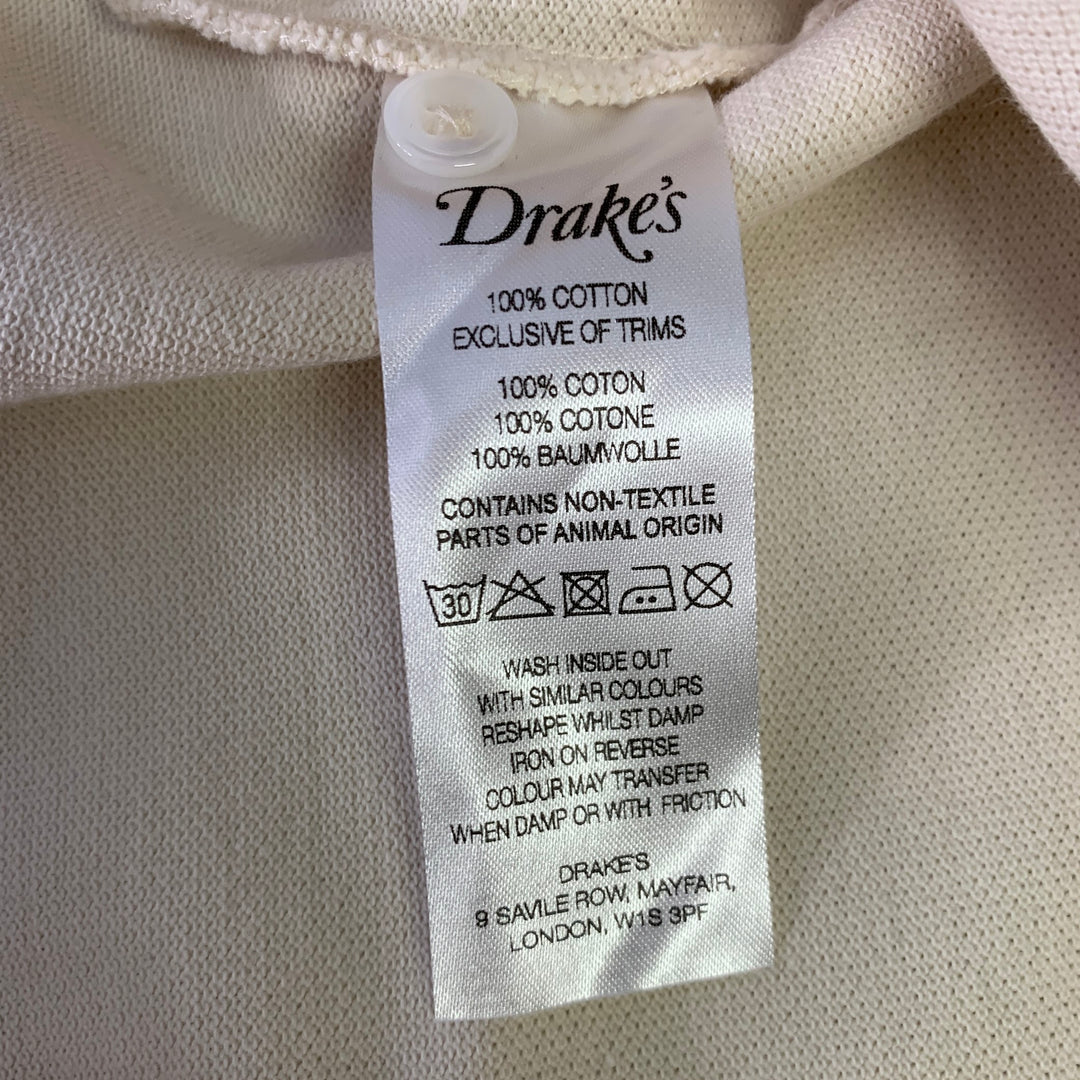 Drake's
100% COTTON
EXCLUSIVE OF TRIMS
100% COTON
100% COTONE
100% BAUMWOLLE
CONTAINS NON-TEXTILE
PARTS OF ANIMAL ORIGIN
30
WASH INSIDE OUT
WITH SIMILAR COLOURS
RESHAPE WHILST DAMP
IRON ON REVERSE
COLOUR MAY TRANSFER
WHEN DAMP OR WITH FRICTION
DRAKE'S
9 SAVILE ROW, MAYFAIR,
LONDON, W1S 3PF